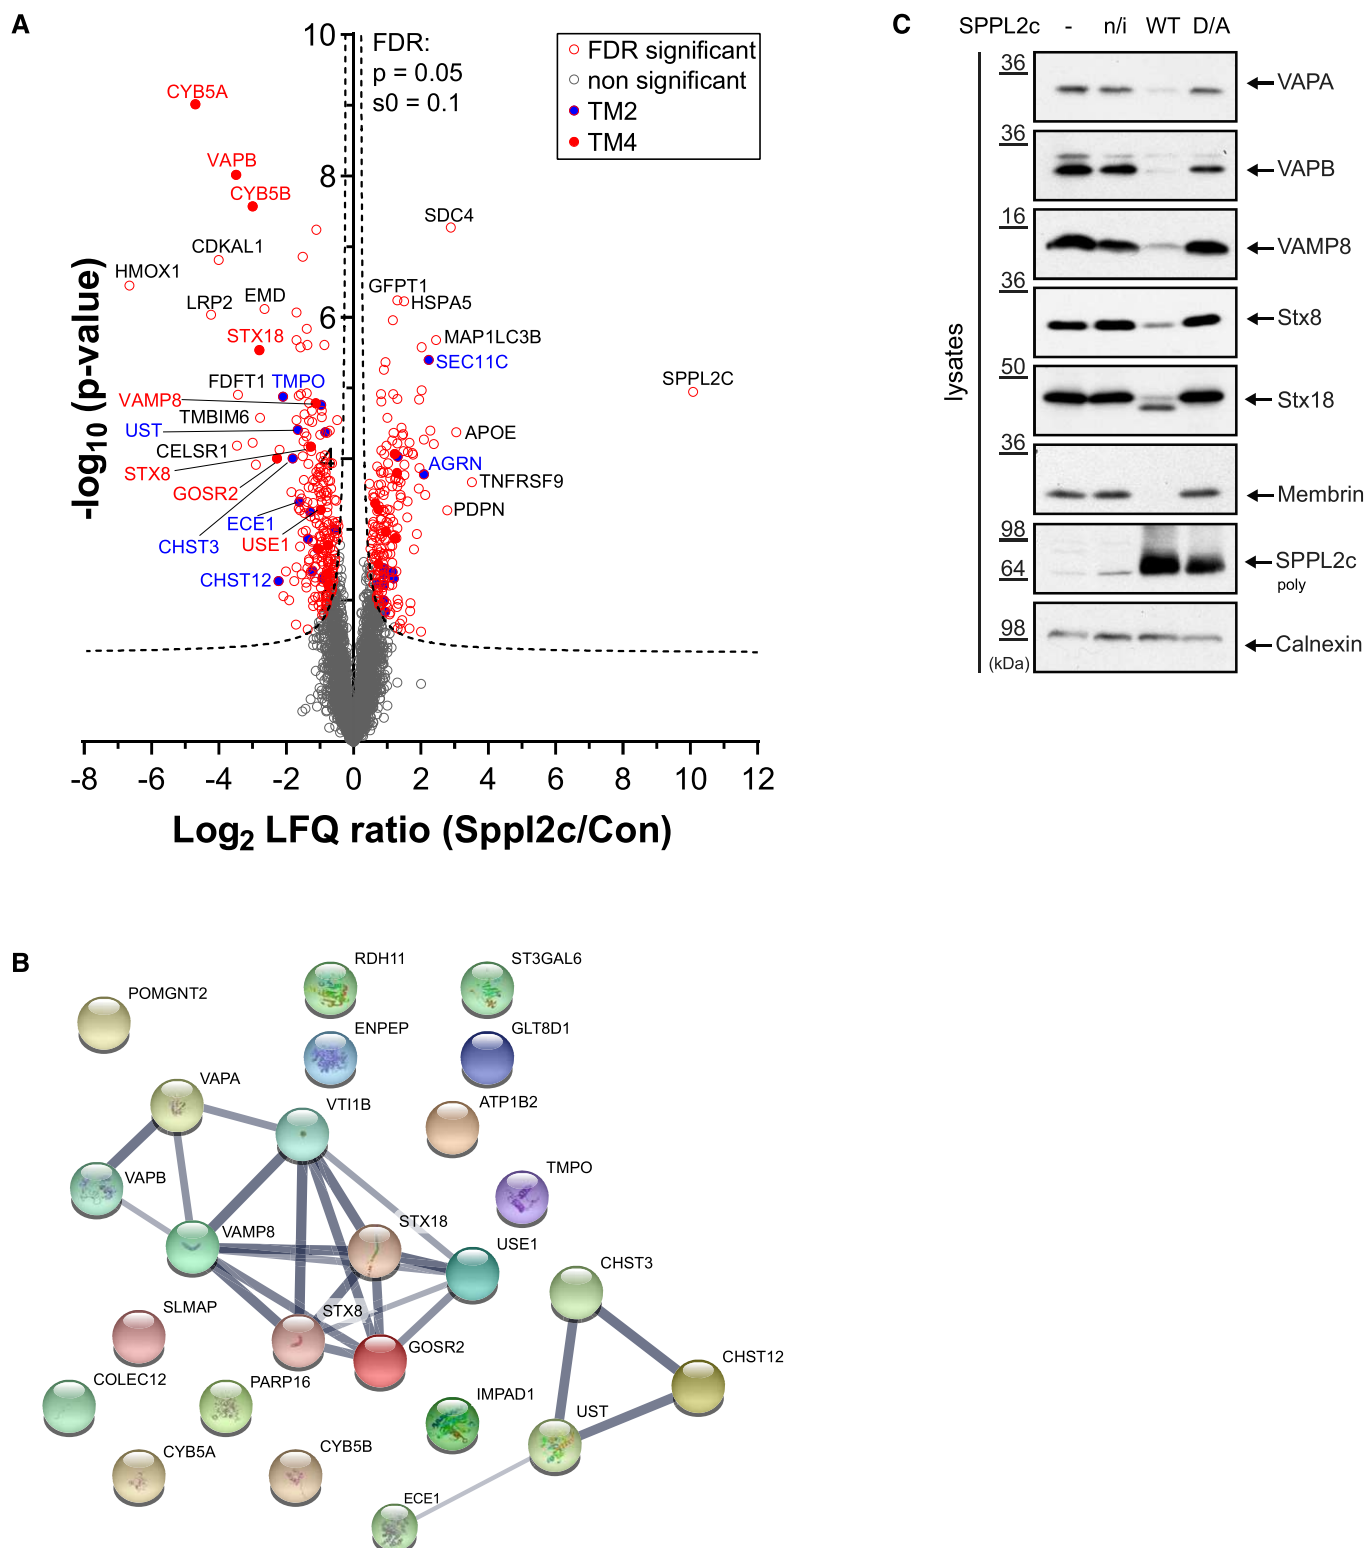 A
10
8
6
4
FDR:
p = 0.05
s0 = 0.1
FDR significant
non significant
TM2
TM4
CYB5A
VAPB
CYB5B
SDC4
CDKAL1
HMOX1
GFPT1
HSPA5
LRP2
EMD
STX18
MAP1LC3B
SEC11C
SPPL2C
FDFT1
TMPO
VAMP8
TMBIM6
UST
APOE
CELSR1
STX8
AGRN
GOSR2
TNFRSF9
PDPN
ECE1
CHST3
USE1
CHST12
-log10 (p-value)
-8 -6 -4 -2 0 2 4 6 8 10 12
Log2 LFQ ratio (Sppl2c/Con)
C
SPPL2c - n/i WT D/A
36
VAPA
36
VAPB
16
VAMP8
36
Stx8
50
Stx18
36
Membrin
98
64
SPPL2c
poly
98
(kDa)
Calnexin
lysates
B
RDH11
ST3GAL6
POMGNT2
ENPEP
GLT8D1
VAPA
VTI1B
ATP1B2
VAPB
TMPO
VAMP8
STX18
USE1
CHST3
SLMAP
STX8
GOSR2
CHST12
COLEC12
PARP16
IMPAD1
UST
CYB5A
CYB5B
ECE1